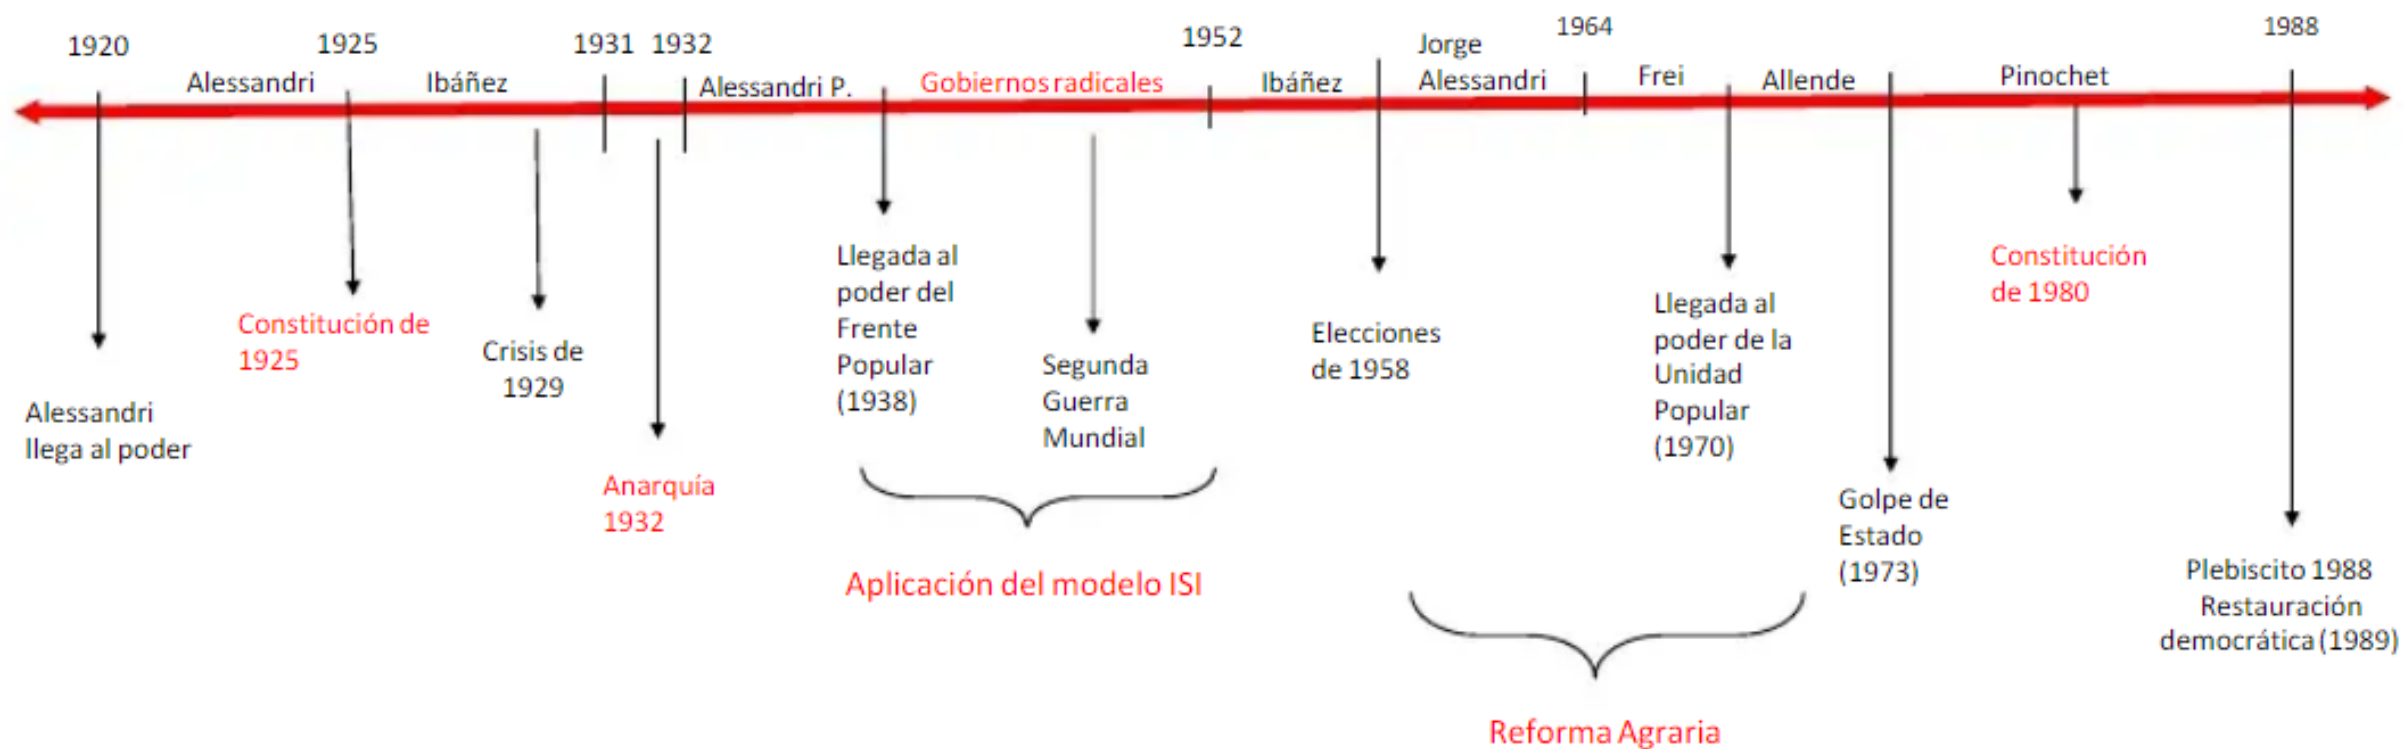 1920
1925
1931
1932
1952
Jorge
Alessandri
1964
1988
Alessandri
Ibáñez
Alessandri P.
Gobiernos radicales
Ibáñez
Frei
Allende
Pinochet
Alessandri
llega al poder
Constitución de
1925
Crisis de
1929
Anarquía
1932
Llegada al
poder del
Frente
Popular
(1938)
Segunda
Guerra
Mundial
Aplicación del modelo ISI
Elecciones
de 1958
Llegada al
poder de la
Unidad
Popular
(1970)
Reforma Agraria
Golpe de
Estado
(1973)
Constitución
de 1980
Plebiscito 1988
Restauración
democrática (1989)